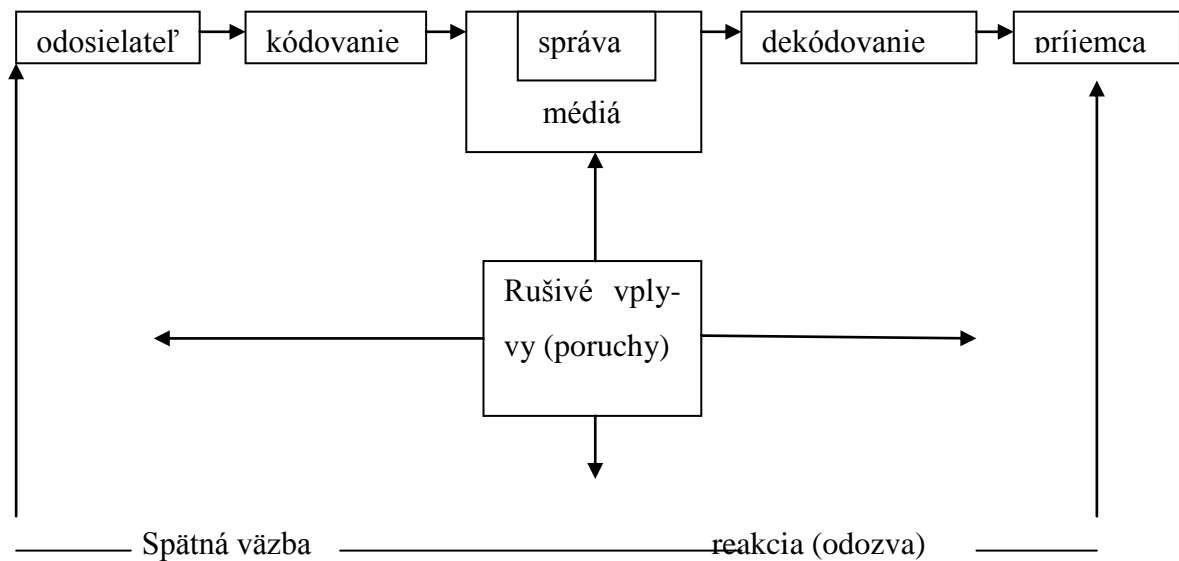 odosielateľ kódovanie správa dekódovanie príjemca
médiá
Rušivé vply-
vy (poruchy)
Spätná väzba reakcia (odozva)